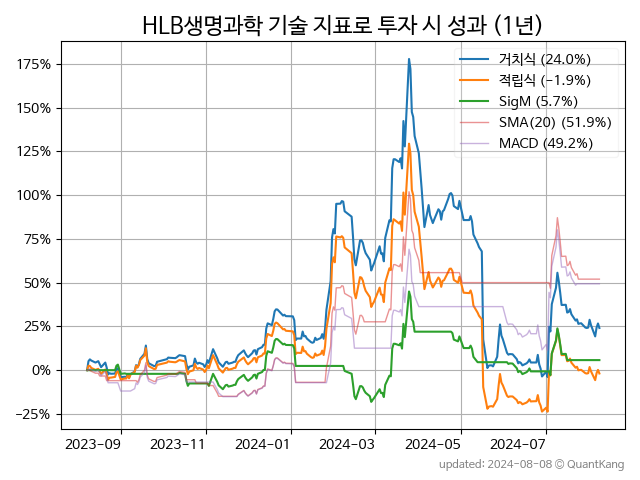 HLB생명과학 기술 지표로 투자 시 성과 (1년)
175%
150%
125%
100%
75%
50%
25%
0%
−25%
거치식 (24.0%)
적립식 (−1.9%)
SigM (5.7%)
SMA(20) (51.9%)
MACD (49.2%)
2023-09
2023-11
2024-01
2024-03
2024-05
2024-07
updated: 2024-08-08 © QuantKang